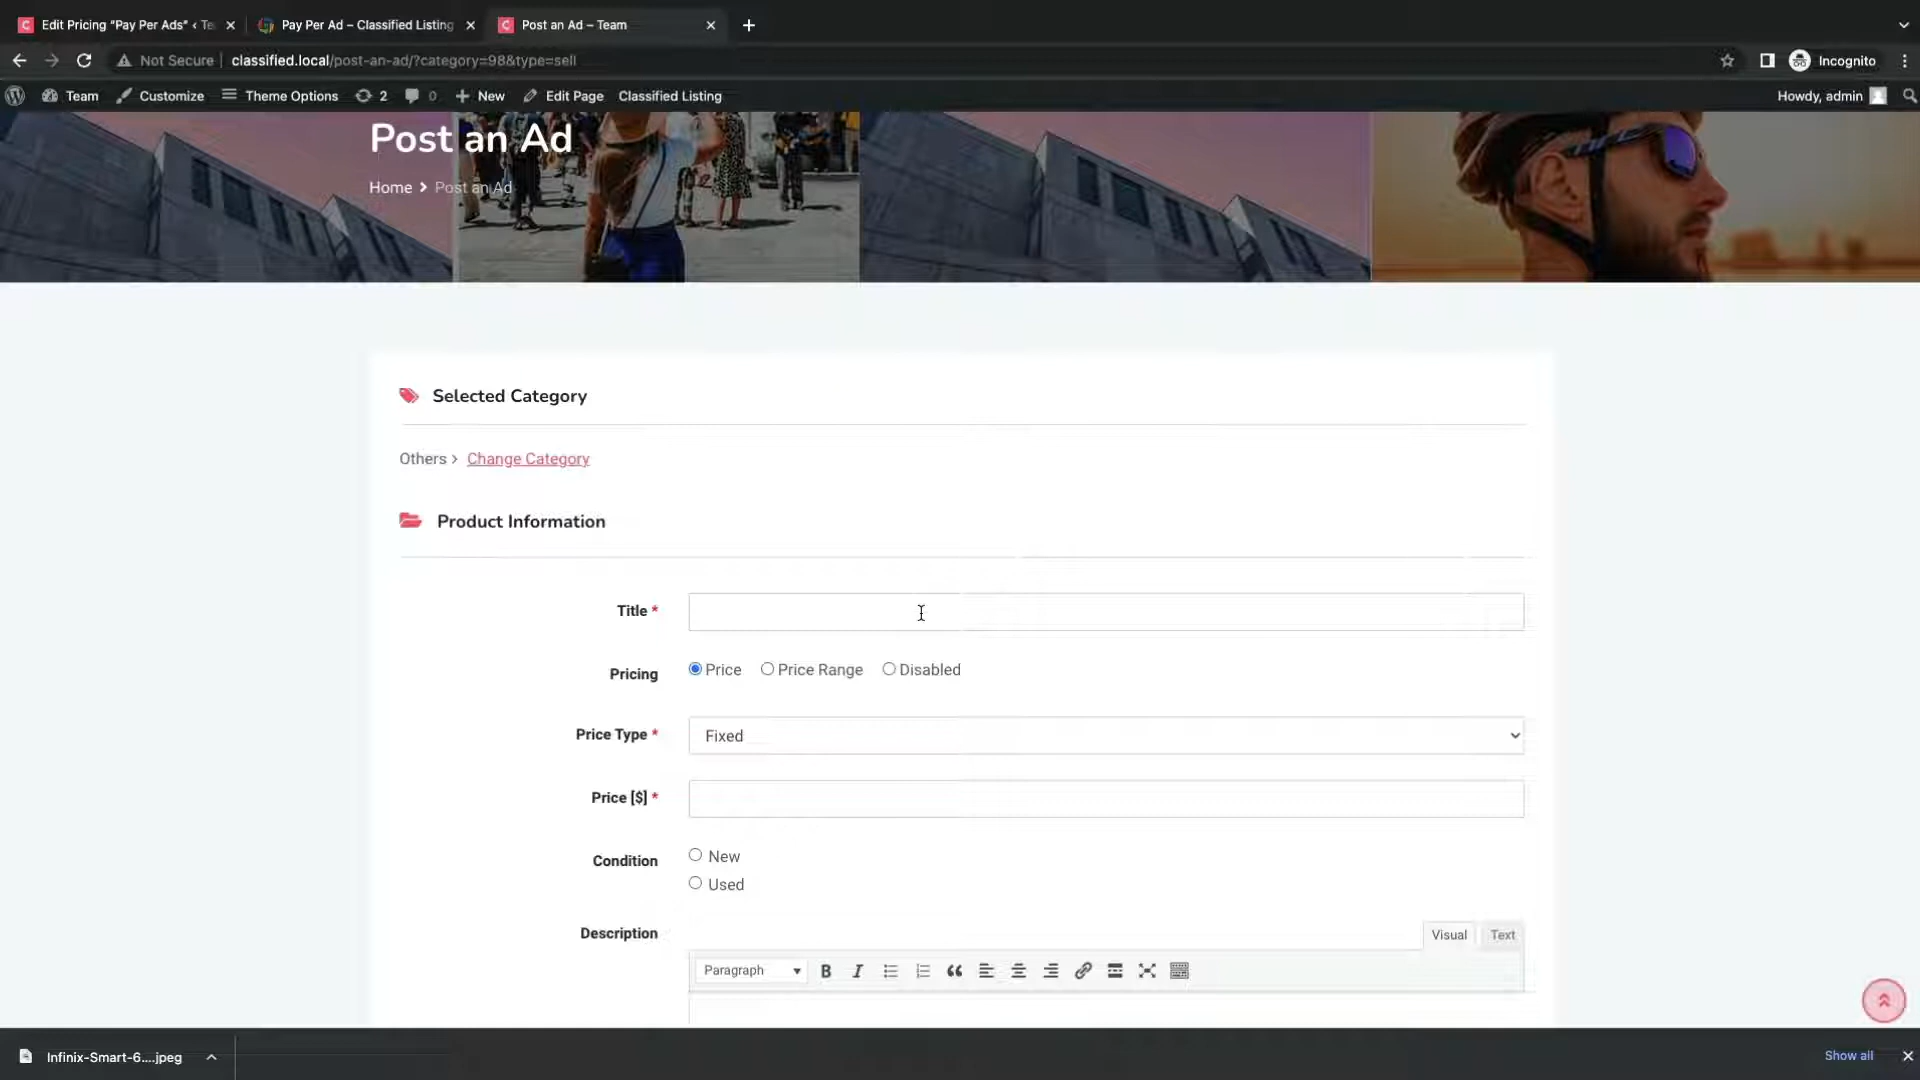 Edit Pricing “Pay Per Ads” ‹ Te
Pay Per Ad – Classified Listing
Post an Ad – Team
Not Secure
classified.local/post-an-ad/?category=98&type=sell
Incognito
Team
Customize
Theme Options
2
0
New
Edit Page
Classified Listing
Howdy, admin
Post an Ad
Home
Post an Ad
Selected Category
Others >
Change Category
Product Information
Title *
Pricing
Price
Price Range
Disabled
Price Type *
Fixed
Price [$] *
Condition
New
Used
Description
Visual
Text
Paragraph
B
I
Infinix-Smart-6....jpeg
Show all